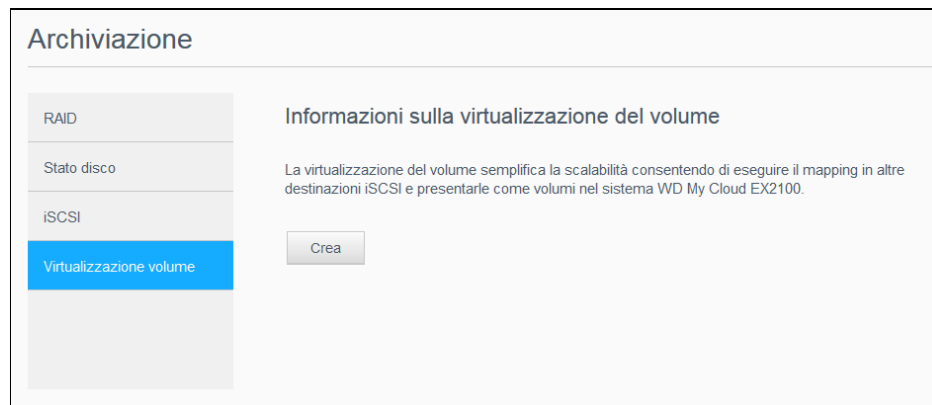 Archiviazione
RAID
Stato disco
iSCSI
Virtualizzazione volume
Informazioni sulla virtualizzazione del volume
La virtualizzazione del volume semplifica la scalabilità consentendo di eseguire il mapping in altre
destinazioni iSCSI e presentarle come volumi nel sistema WD My Cloud EX2100.
Crea